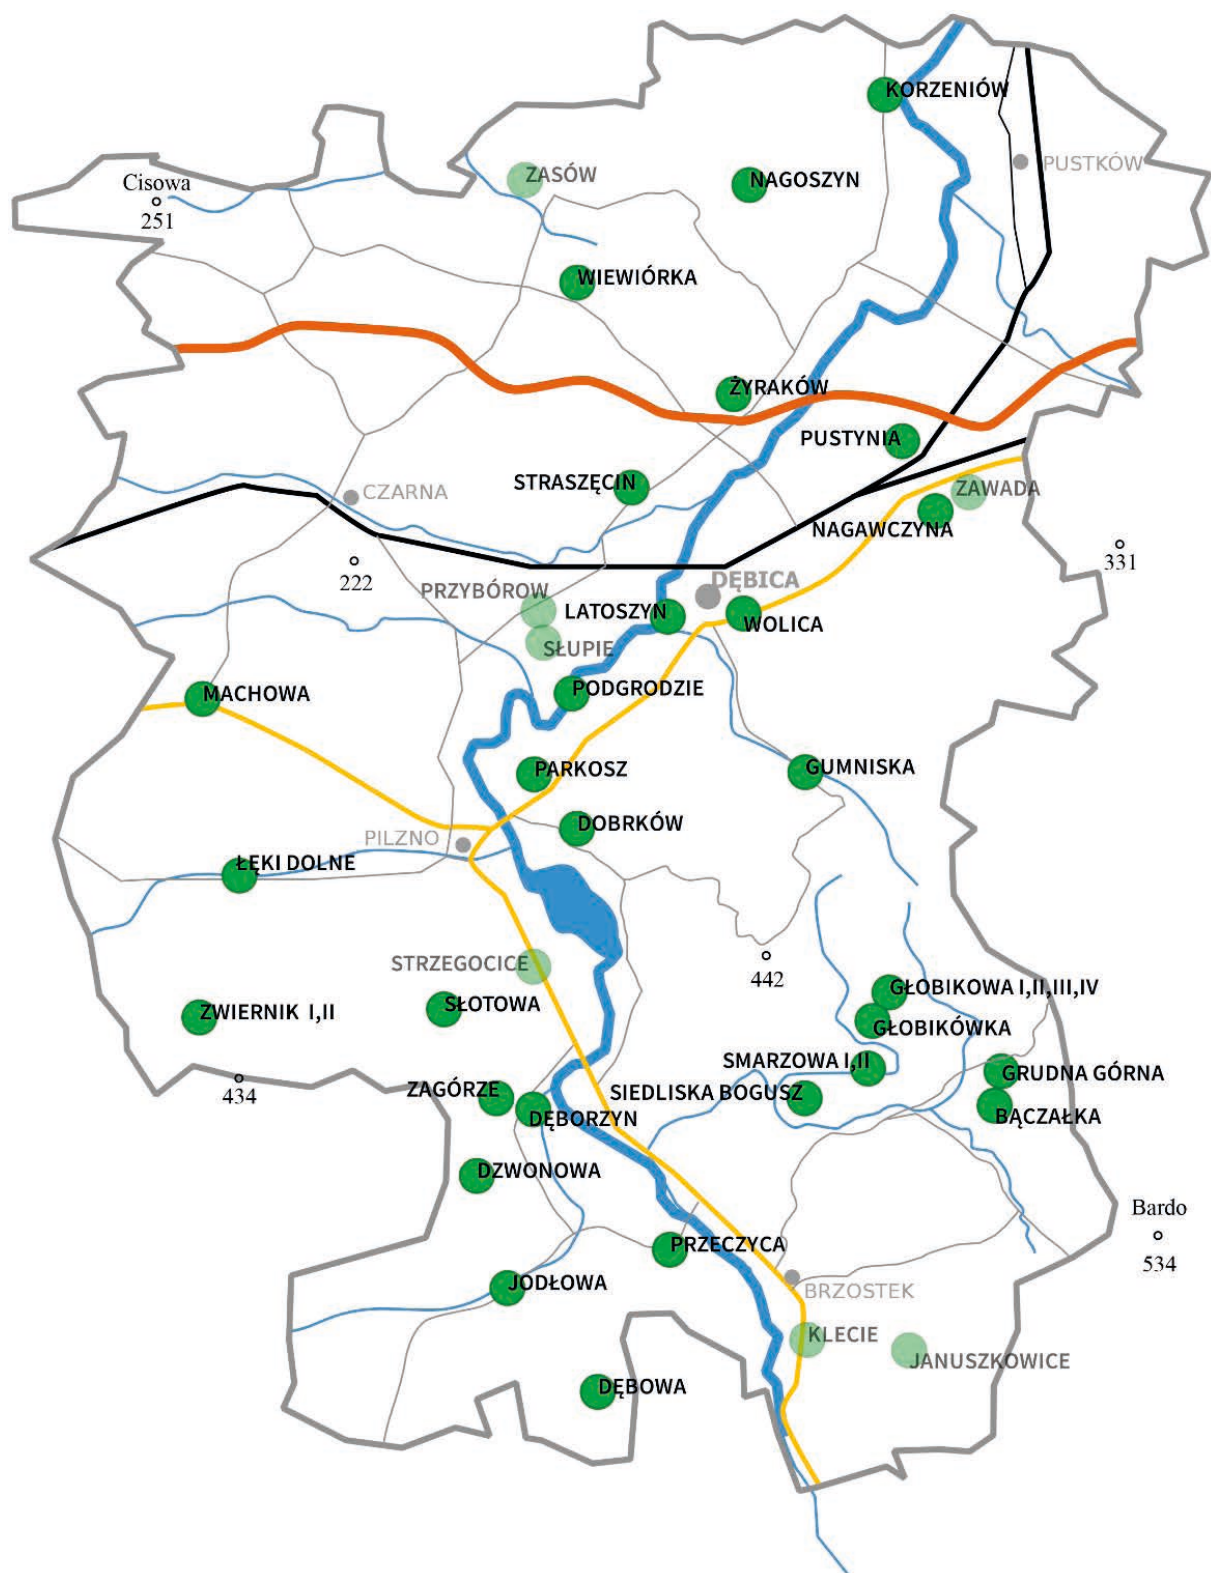 KORZENIÓW
PUSTKÓW
ZASÓW
NAGOSZYN
Cisowa
251
WIEWIÓRKA
ŻYRAKÓW
PUSTYNIA
STRASZĘCIN
CZARNA
ZAWADA
NAGAWCZYNA
331
222
PRZYBÓROW
DĘBICA
LATOSZYN
WOLICA
SŁUPIE
MACHOWA
PODGRODZIE
PARKOSZ
GUMNISKA
DOBRKÓW
PILZNO
ŁĘKI DOLNE
STRZEGOCICE
442
GŁOBIKOWA I,II,III,IV
ZWIERNIK I,II
SŁOTOWA
GŁOBIKÓWKA
SMARZOWA I,II
GRUDNA GÓRNA
434
ZAGÓRZE
SIEDLISKA BOGUSZ
DĘBORZYN
BĄCZAŁKA
DZWONOWA
Bardo
534
PRZECZYCA
JODŁOWA
BRZOSTEK
KLECIE
JANUSZKOWICE
DĘBOWA